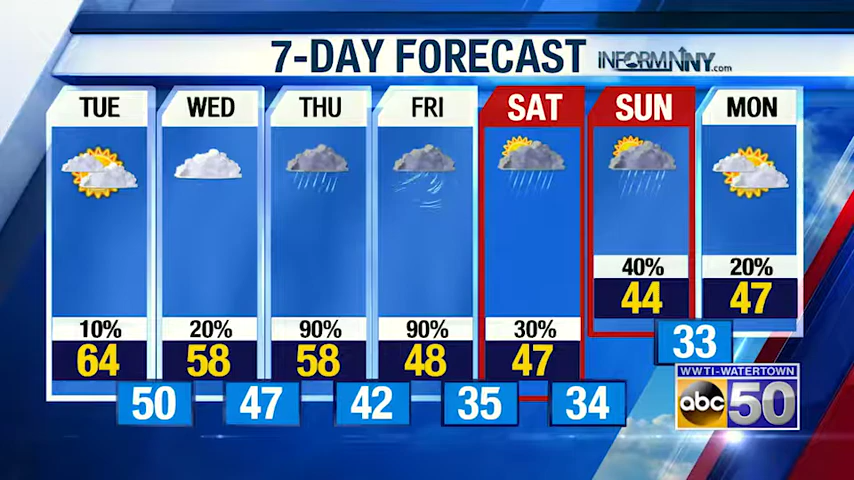 7-DAY FORECAST INFORMNNY.com
TUE WED THU FRI SAT SUN MON
40% 20%
44 47
10% 20% 90% 90% 30%
64 58 58 48 47
33
50 47 42 35 34
WWTI-WATERTOWN
abc 50